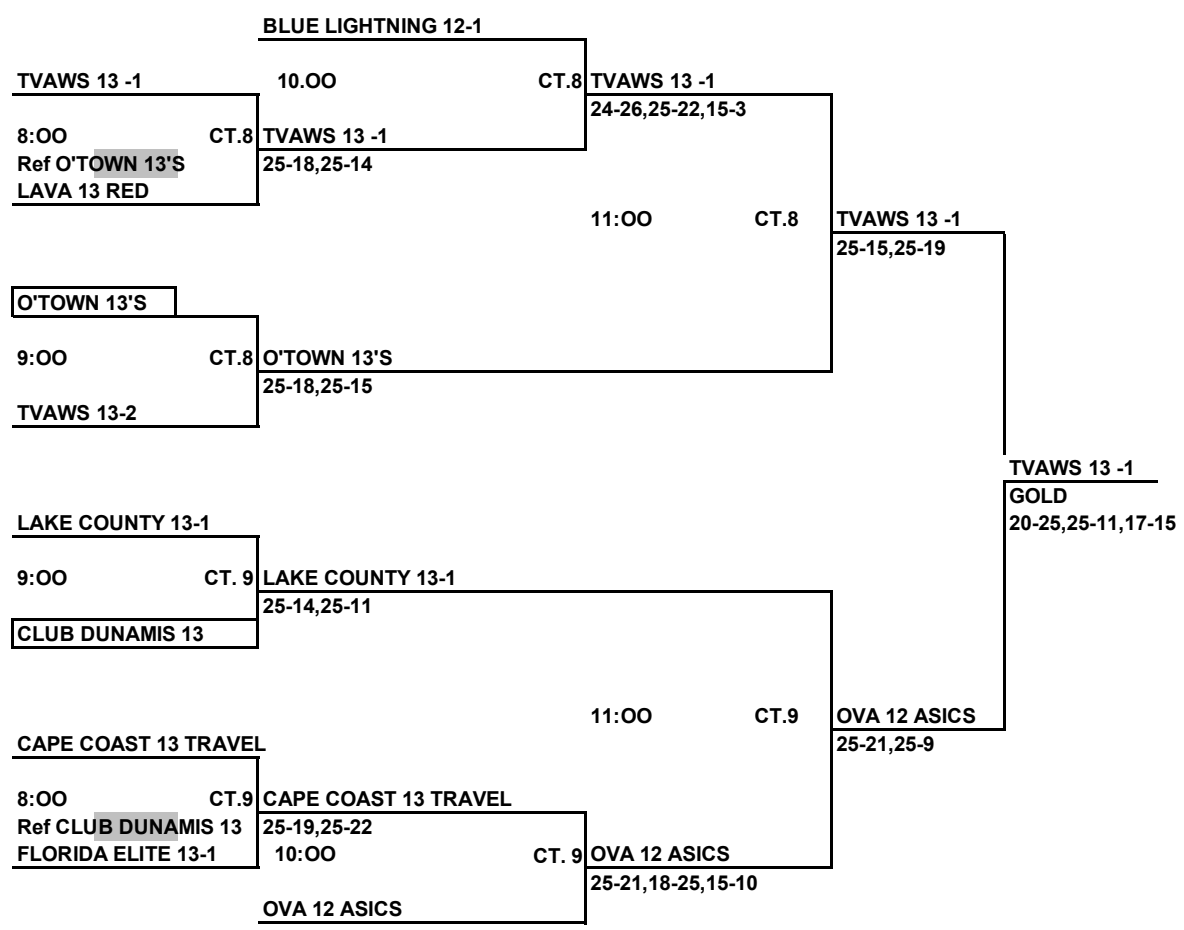 BLUE LIGHTNING 12-1
TVAWS 13 -1 10.OO CT.8 TVAWS 13 -1
24-26,25-22,15-3
8:OO CT.8 TVAWS 13 -1
Ref O'TOWN 13'S 25-18,25-14
LAVA 13 RED
11:OO CT.8 TVAWS 13 -1
25-15,25-19
O'TOWN 13'S
9:OO CT.8 O'TOWN 13'S
25-18,25-15
TVAWS 13-2
TVAWS 13 -1
GOLD
LAKE COUNTY 13-1 20-25,25-11,17-15
9:OO CT. 9 LAKE COUNTY 13-1
25-14,25-11
CLUB DUNAMIS 13
11:OO CT.9 OVA 12 ASICS
CAPE COAST 13 TRAVEL 25-21,25-9
8:OO CT.9 CAPE COAST 13 TRAVEL
Ref CLUB DUNAMIS 13 25-19,25-22
FLORIDA ELITE 13-1 10:OO CT. 9 OVA 12 ASICS
25-21,18-25,15-10
OVA 12 ASICS